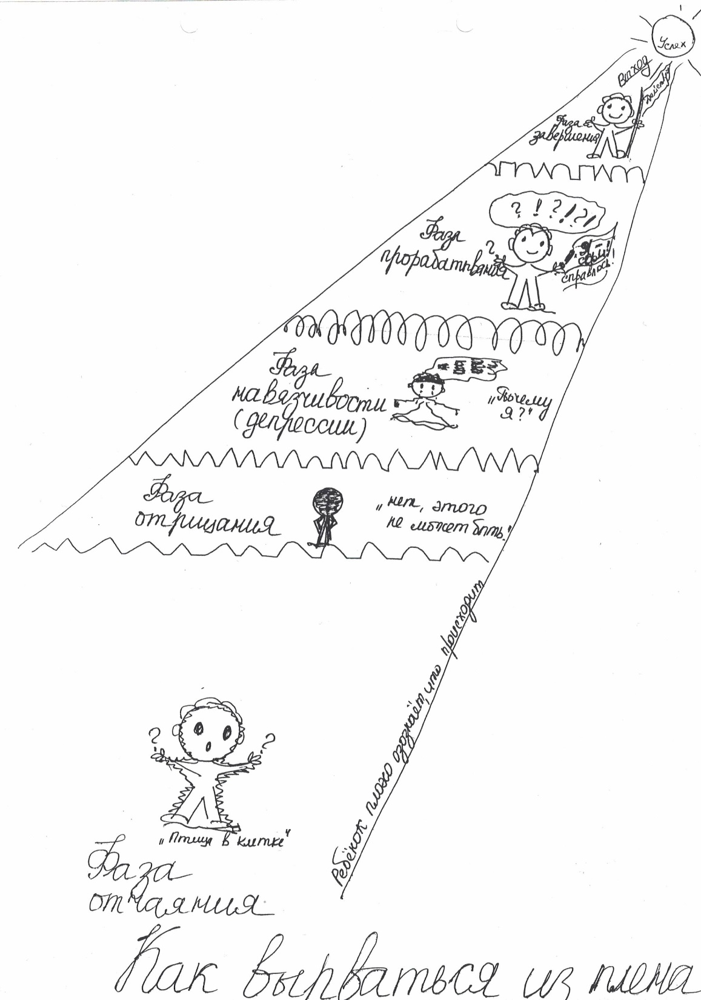 Успех
Выход
Фаза
завершения
? ! ? ! ? !
Фаза
прорабатывания
?
"Я -
справлюсь!
Фаза
навязчивости
(депрессии)
„Почему
я?"
Фаза
отрицания
„нет, этого
не может быть!"
Ребёнок плохо озознаёт, что происходит
? ?
„Птица в клетке"
Фаза
отчаяния
Как вырваться из плена